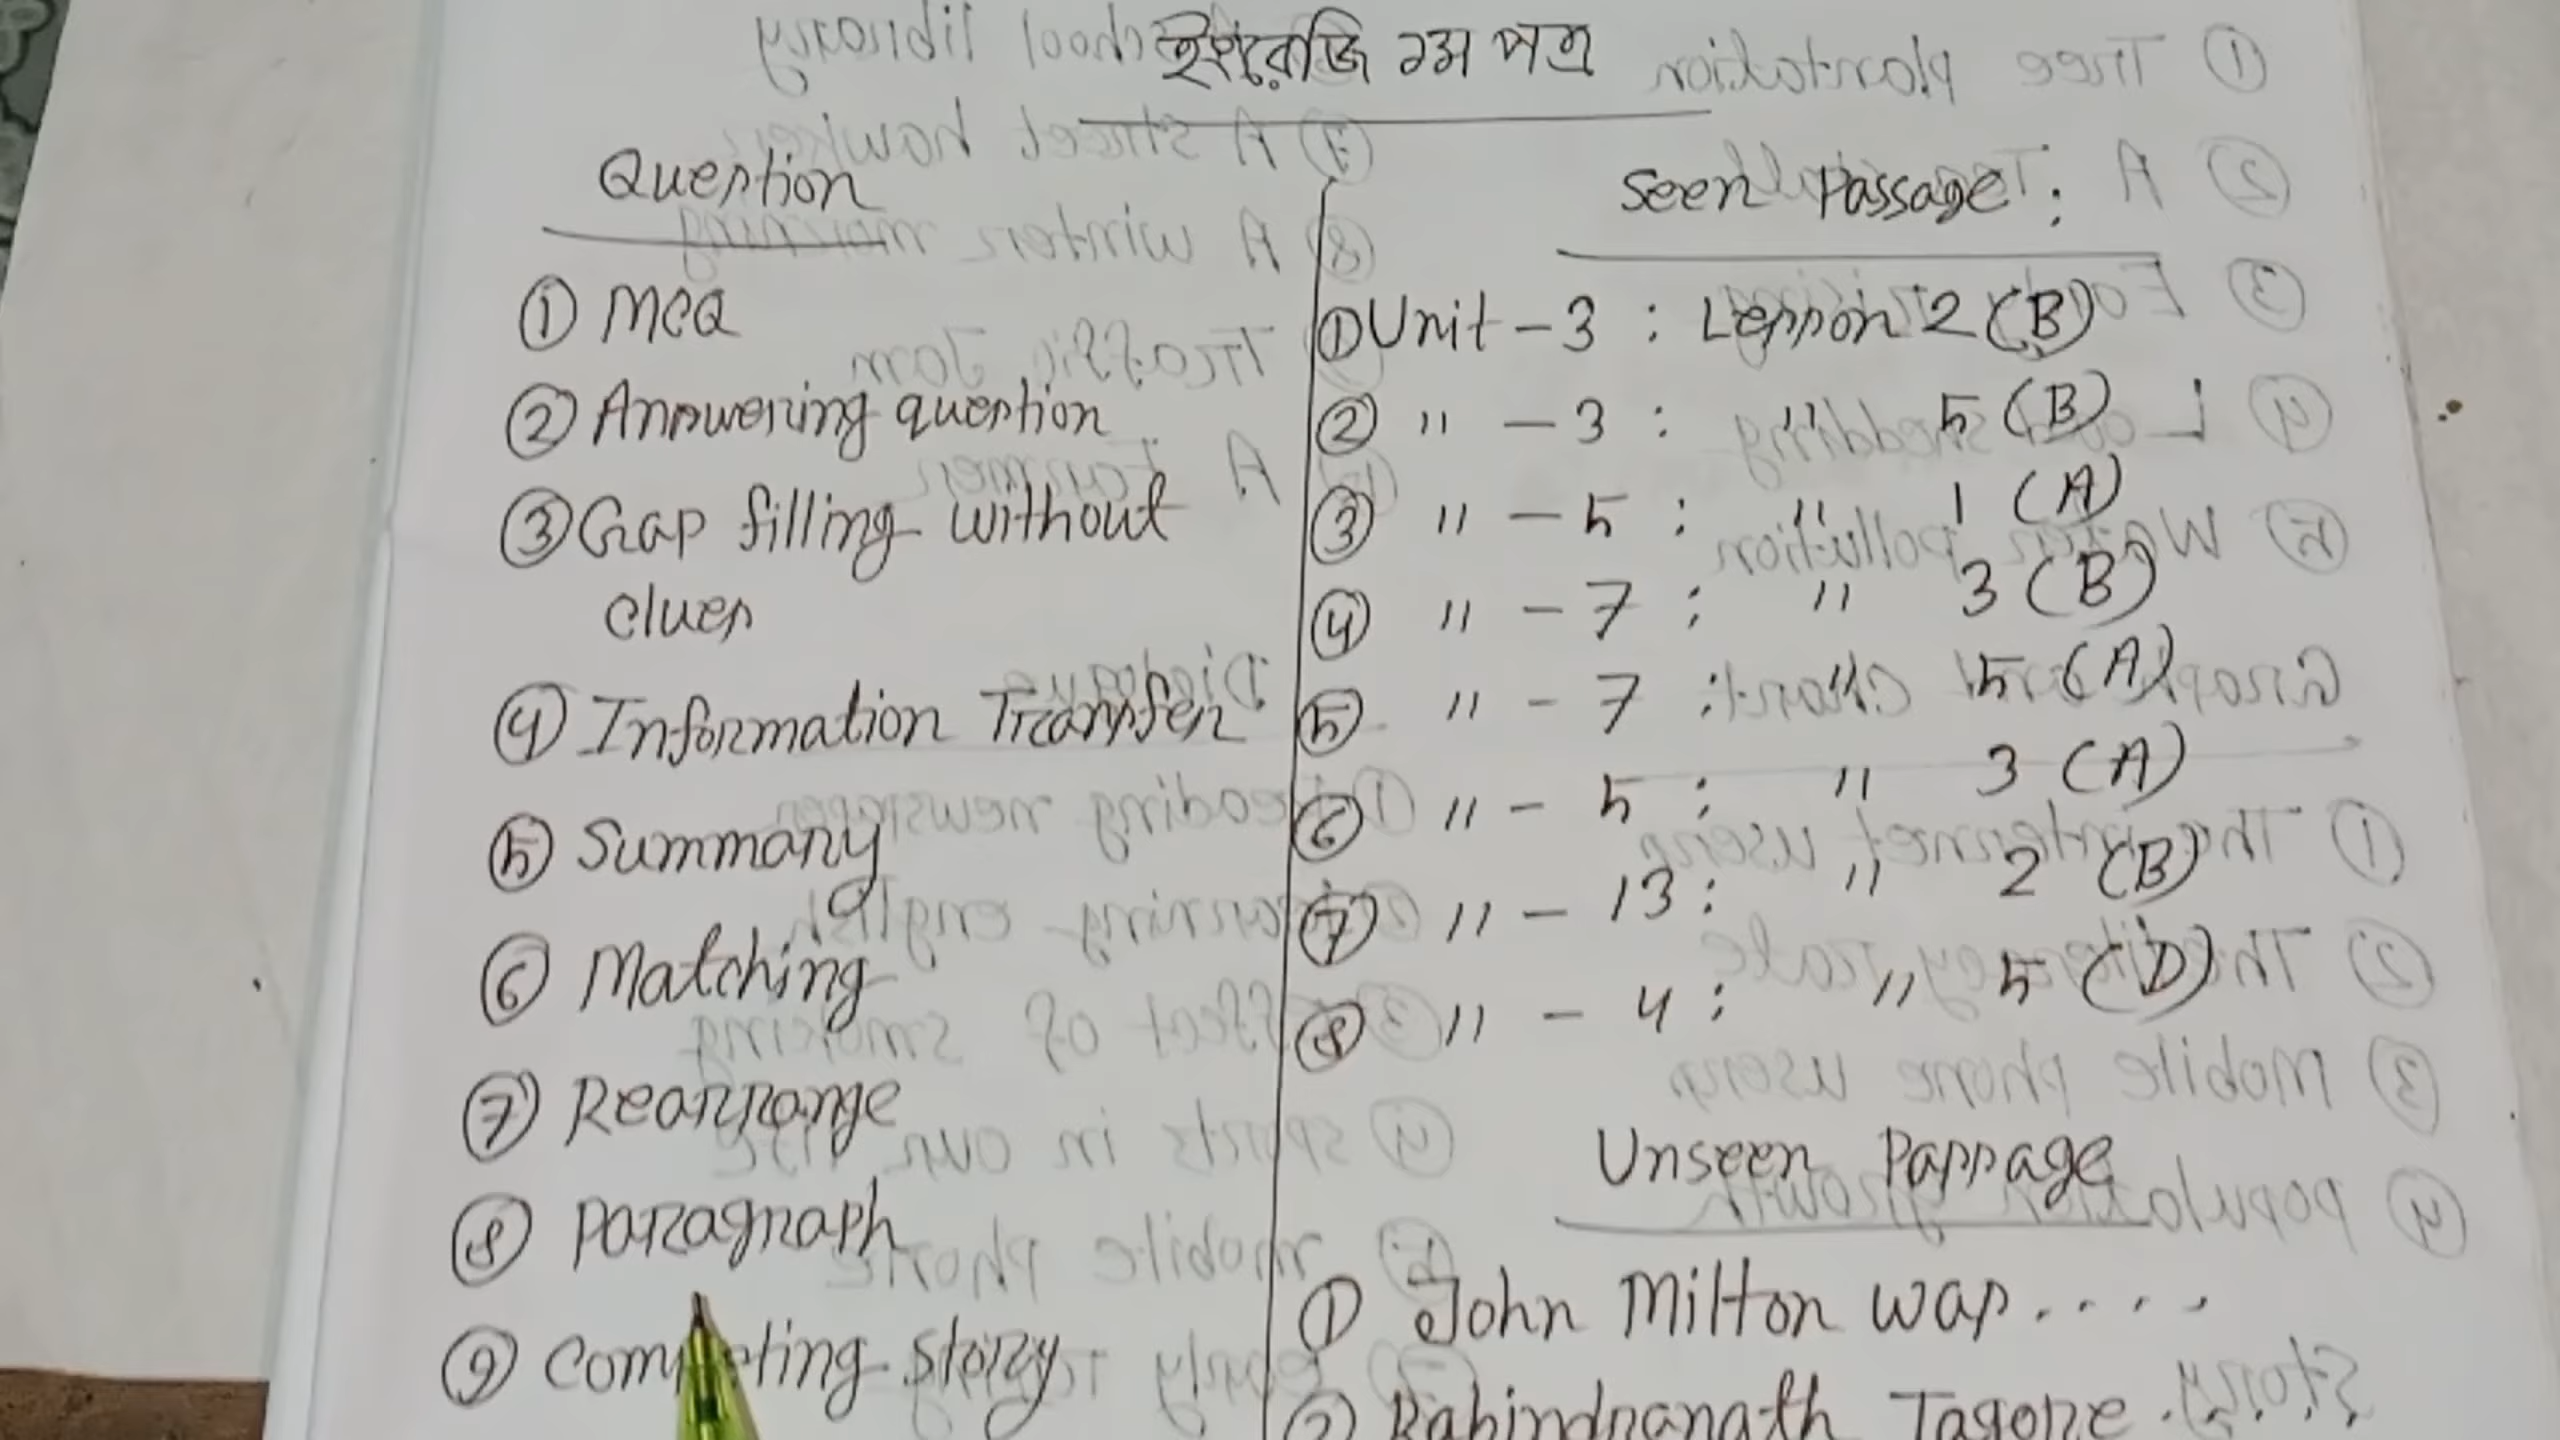 ইংরেজি ১ম পত্র
Question
① MCQ
② Answering question
③ Gap filling without
clues
④ Information Transfer
⑤ Summary
⑥ Matching
⑦ Rearrange
⑧ Paragraph
⑨ Completing story
Seen Passage:
① Unit - 3 : Lesson 2 (B)
② " - 3 : " 5 (B)
③ " - 5 : " 1 (A)
④ " - 7 : " 3 (B)
⑤ " - 7 : " 5 (A)
⑥ " - 5 : " 3 (A)
⑦ " - 13 : " 2 (B)
⑧ " - 4 : " 5 (D)
Unseen Passage
① John Milton was....
② Rabindranath Tagore....